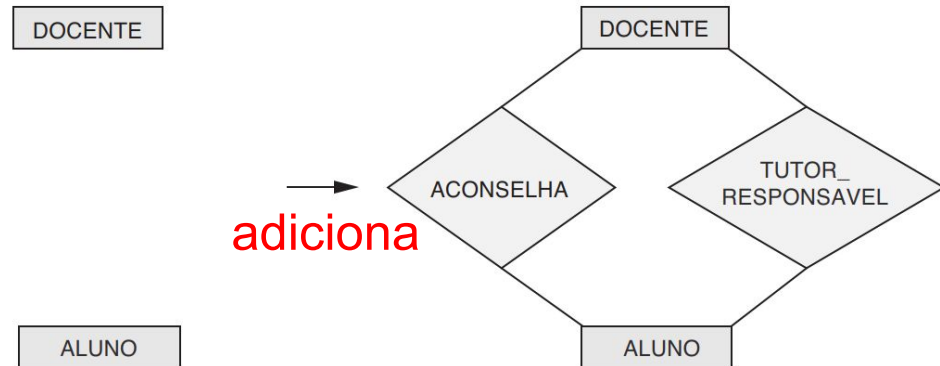 DOCENTE
DOCENTE
ACONSELHA
TUTOR_
RESPONSAVEL
adiciona
ALUNO
ALUNO